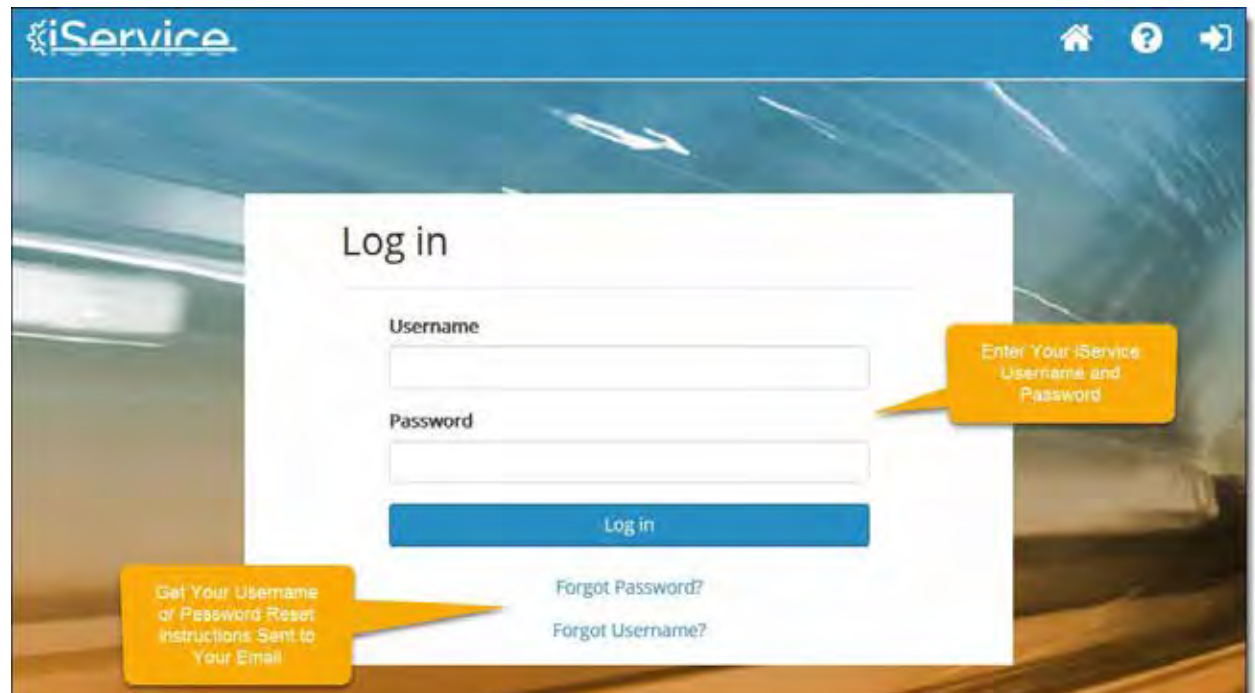 iService
Log in
Username
Enter Your iService
Username and
Password
Password
Log in
Get Your Username
or Password Reset
Instructions Sent to
Your Email
Forgot Password?
Forgot Username?